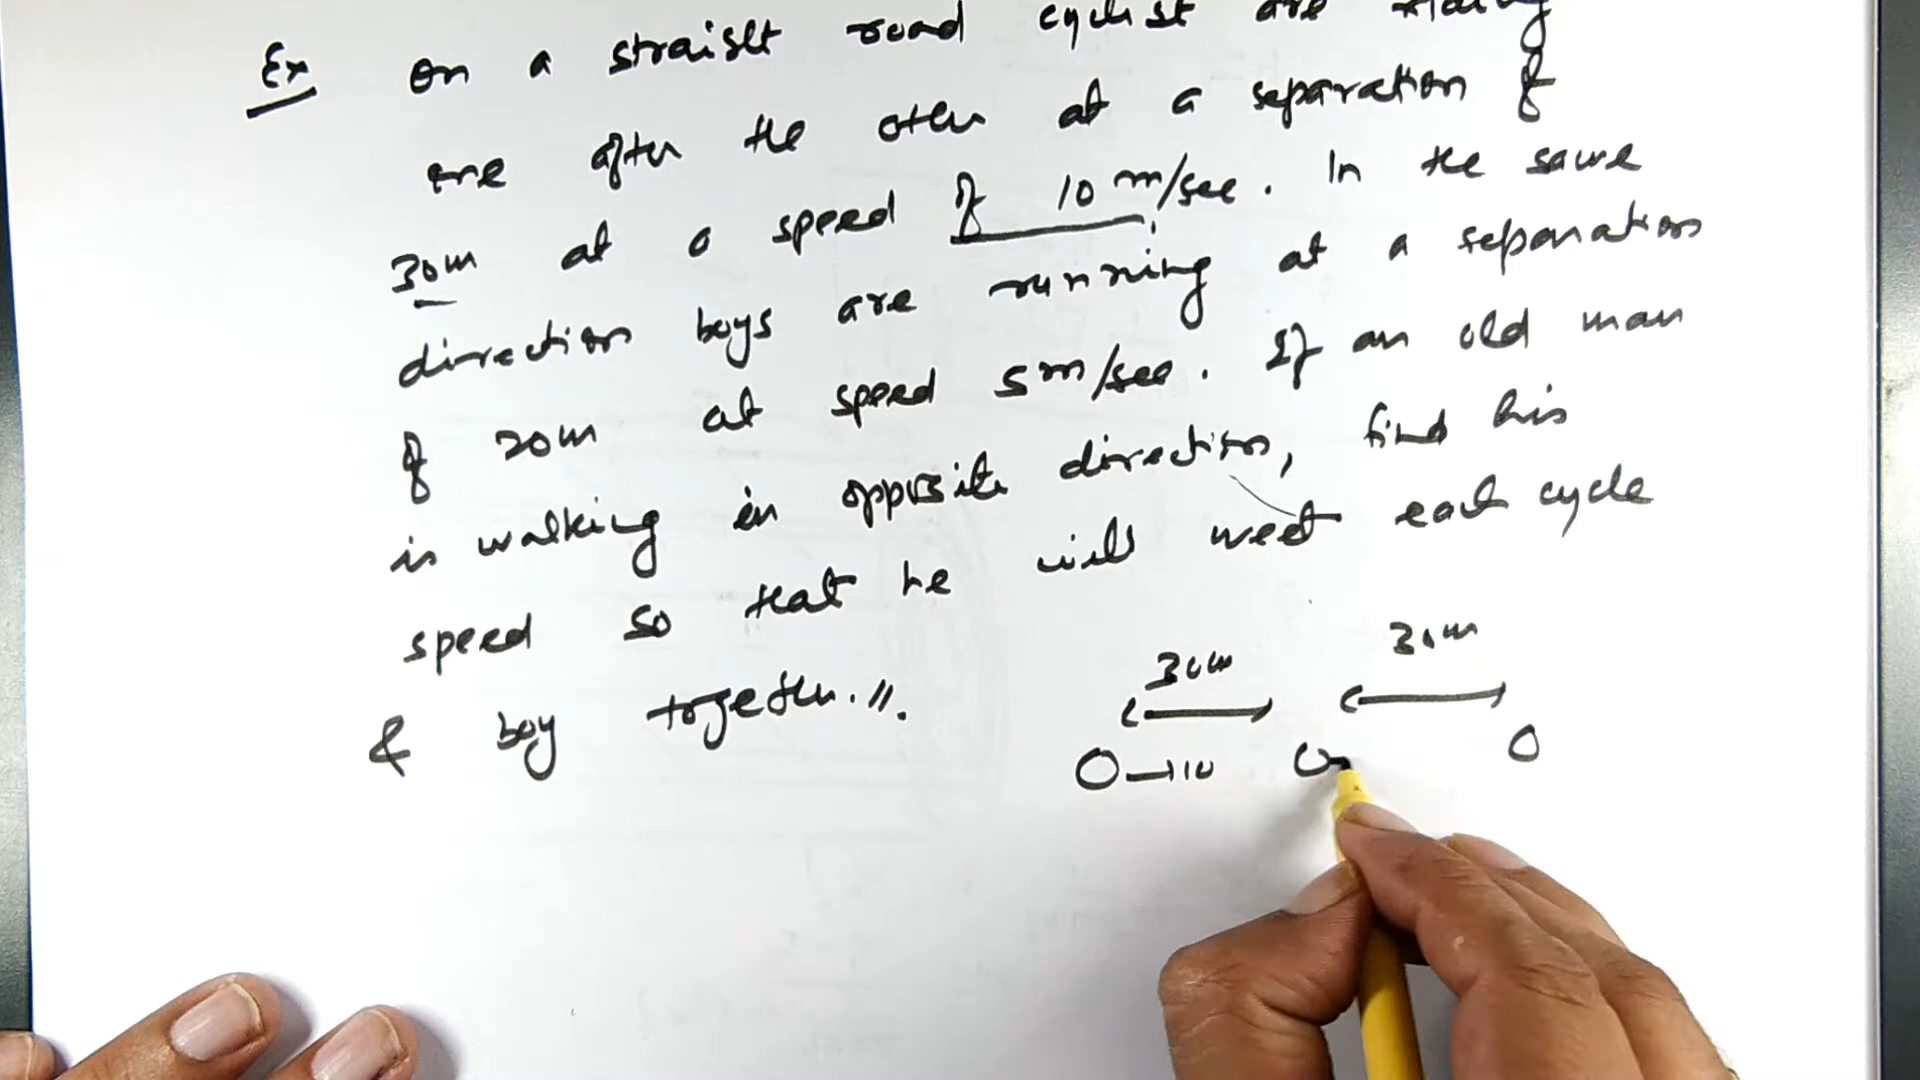 Ex On a straight road cyclist are riding
one after the other at a separation of
30m at a speed of 10 m/sec. In the same
direction boys are running at a separation
of 20m at speed 5m/sec. If an old man
is walking in opposite direction, find his
speed so that he will meet each cycle
& boy together. //.
30m 30m
O→10 O O